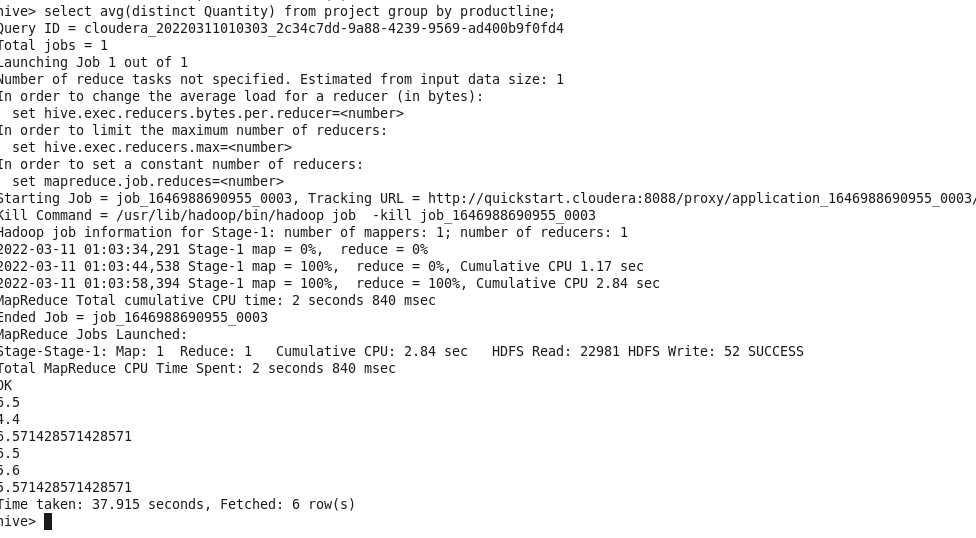 hive> select avg(distinct Quantity) from project group by productline;
Query ID = cloudera_20220311010303_2c34c7dd-9a88-4239-9569-ad400b9f0fd4
Total jobs = 1
Launching Job 1 out of 1
Number of reduce tasks not specified. Estimated from input data size: 1
In order to change the average load for a reducer (in bytes):
  set hive.exec.reducers.bytes.per.reducer=<number>
In order to limit the maximum number of reducers:
  set hive.exec.reducers.max=<number>
In order to set a constant number of reducers:
  set mapreduce.job.reduces=<number>
Starting Job = job_1646988690955_0003, Tracking URL = http://quickstart.cloudera:8088/proxy/application_1646988690955_0003/
Kill Command = /usr/lib/hadoop/bin/hadoop job  -kill job_1646988690955_0003
Hadoop job information for Stage-1: number of mappers: 1; number of reducers: 1
2022-03-11 01:03:34,291 Stage-1 map = 0%,  reduce = 0%
2022-03-11 01:03:44,538 Stage-1 map = 100%,  reduce = 0%, Cumulative CPU 1.17 sec
2022-03-11 01:03:58,394 Stage-1 map = 100%,  reduce = 100%, Cumulative CPU 2.84 sec
MapReduce Total cumulative CPU time: 2 seconds 840 msec
Ended Job = job_1646988690955_0003
MapReduce Jobs Launched:
Stage-Stage-1: Map: 1  Reduce: 1   Cumulative CPU: 2.84 sec   HDFS Read: 22981 HDFS Write: 52 SUCCESS
Total MapReduce CPU Time Spent: 2 seconds 840 msec
OK
6.5
4.4
6.571428571428571
6.5
5.6
5.571428571428571
Time taken: 37.915 seconds, Fetched: 6 row(s)
hive>